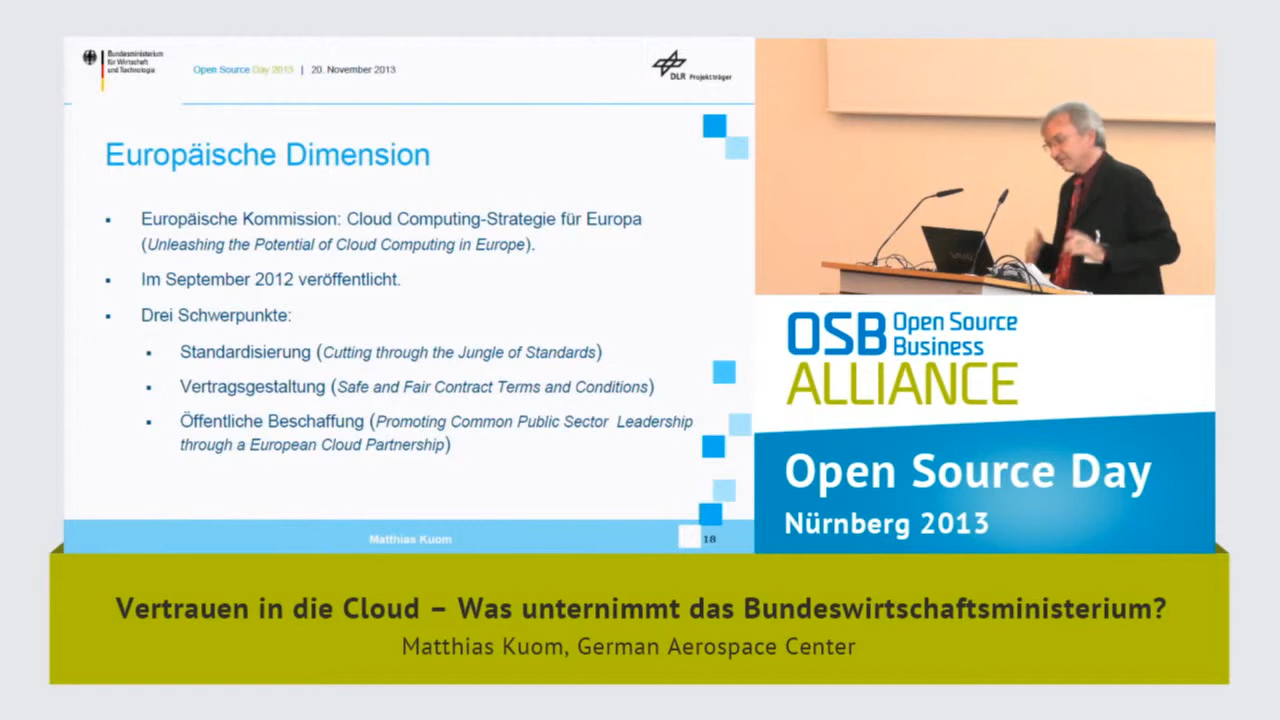 Bundesministerium
für Wirtschaft
und Technologie
Open Source Day 2013 | 20. November 2013
DLR Projektträger
Europäische Dimension
Europäische Kommission: Cloud Computing-Strategie für Europa
(Unleashing the Potential of Cloud Computing in Europe).
Im September 2012 veröffentlicht.
Drei Schwerpunkte:
Standardisierung (Cutting through the Jungle of Standards)
Vertragsgestaltung (Safe and Fair Contract Terms and Conditions)
Öffentliche Beschaffung (Promoting Common Public Sector Leadership
through a European Cloud Partnership)
Matthias Kuom
18
VAIO
OSB Open Source
Business
ALLIANCE
Open Source Day
Nürnberg 2013
Vertrauen in die Cloud – Was unternimmt das Bundeswirtschaftsministerium?
Matthias Kuom, German Aerospace Center